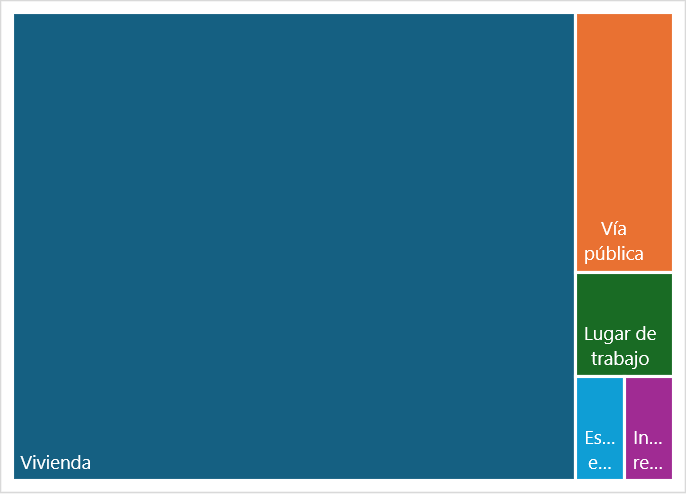 Vía
pública
Lugar de
trabajo
Es...
e...
In...
re...
Vivienda